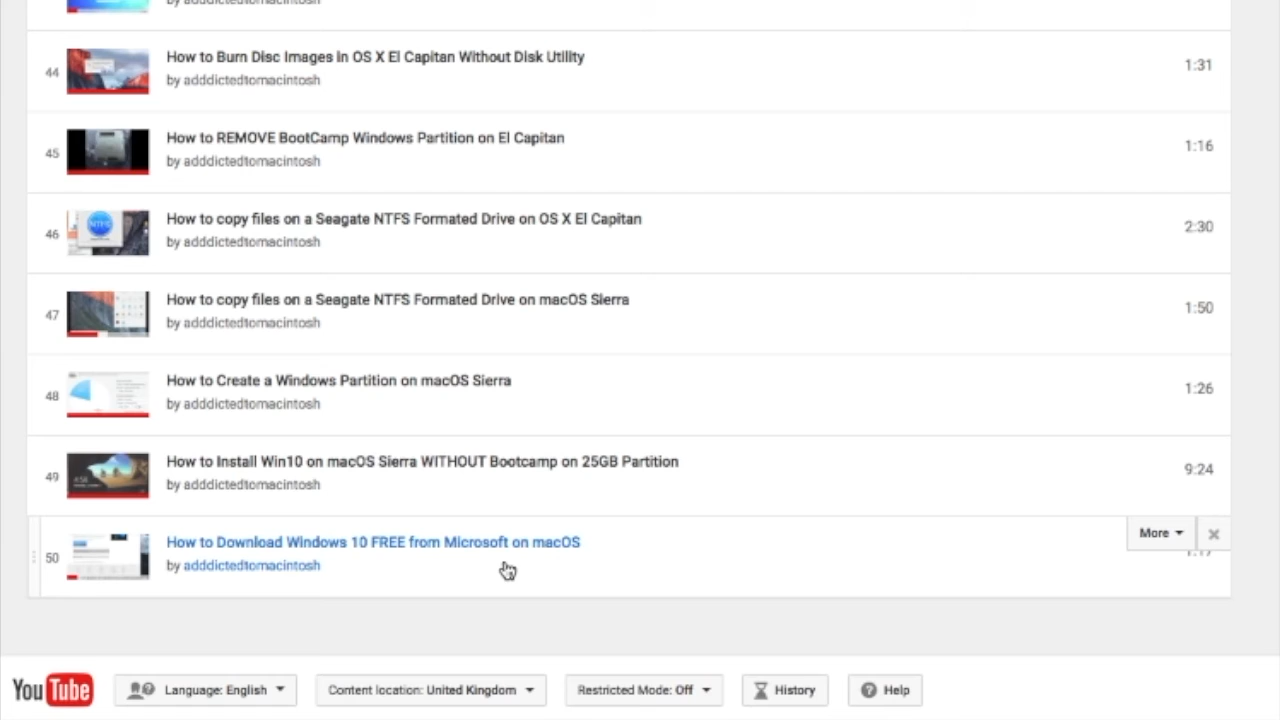 by adddictedtomacintosh
44
How to Burn Disc Images in OS X El Capitan Without Disk Utility
1:31
by adddictedtomacintosh
45
How to REMOVE BootCamp Windows Partition on El Capitan
1:16
by adddictedtomacintosh
46
How to copy files on a Seagate NTFS Formated Drive on OS X El Capitan
2:30
by adddictedtomacintosh
47
How to copy files on a Seagate NTFS Formated Drive on macOS Sierra
1:50
by adddictedtomacintosh
48
How to Create a Windows Partition on macOS Sierra
1:26
by adddictedtomacintosh
49
How to Install Win10 on macOS Sierra WITHOUT Bootcamp on 25GB Partition
9:24
by adddictedtomacintosh
50
How to Download Windows 10 FREE from Microsoft on macOS
More
by adddictedtomacintosh
YouTube
Language: English
Content location: United Kingdom
Restricted Mode: Off
History
Help